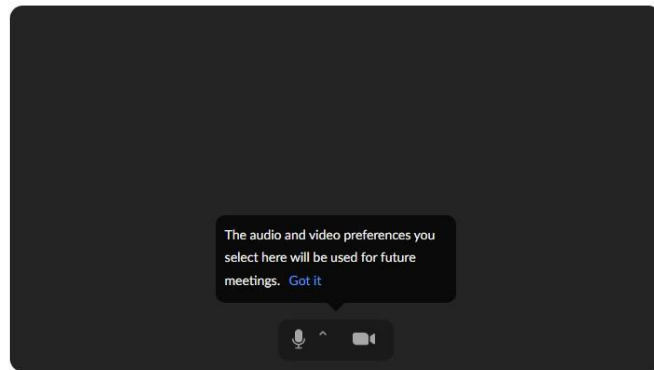 The audio and video preferences you
select here will be used for future
meetings. Got it